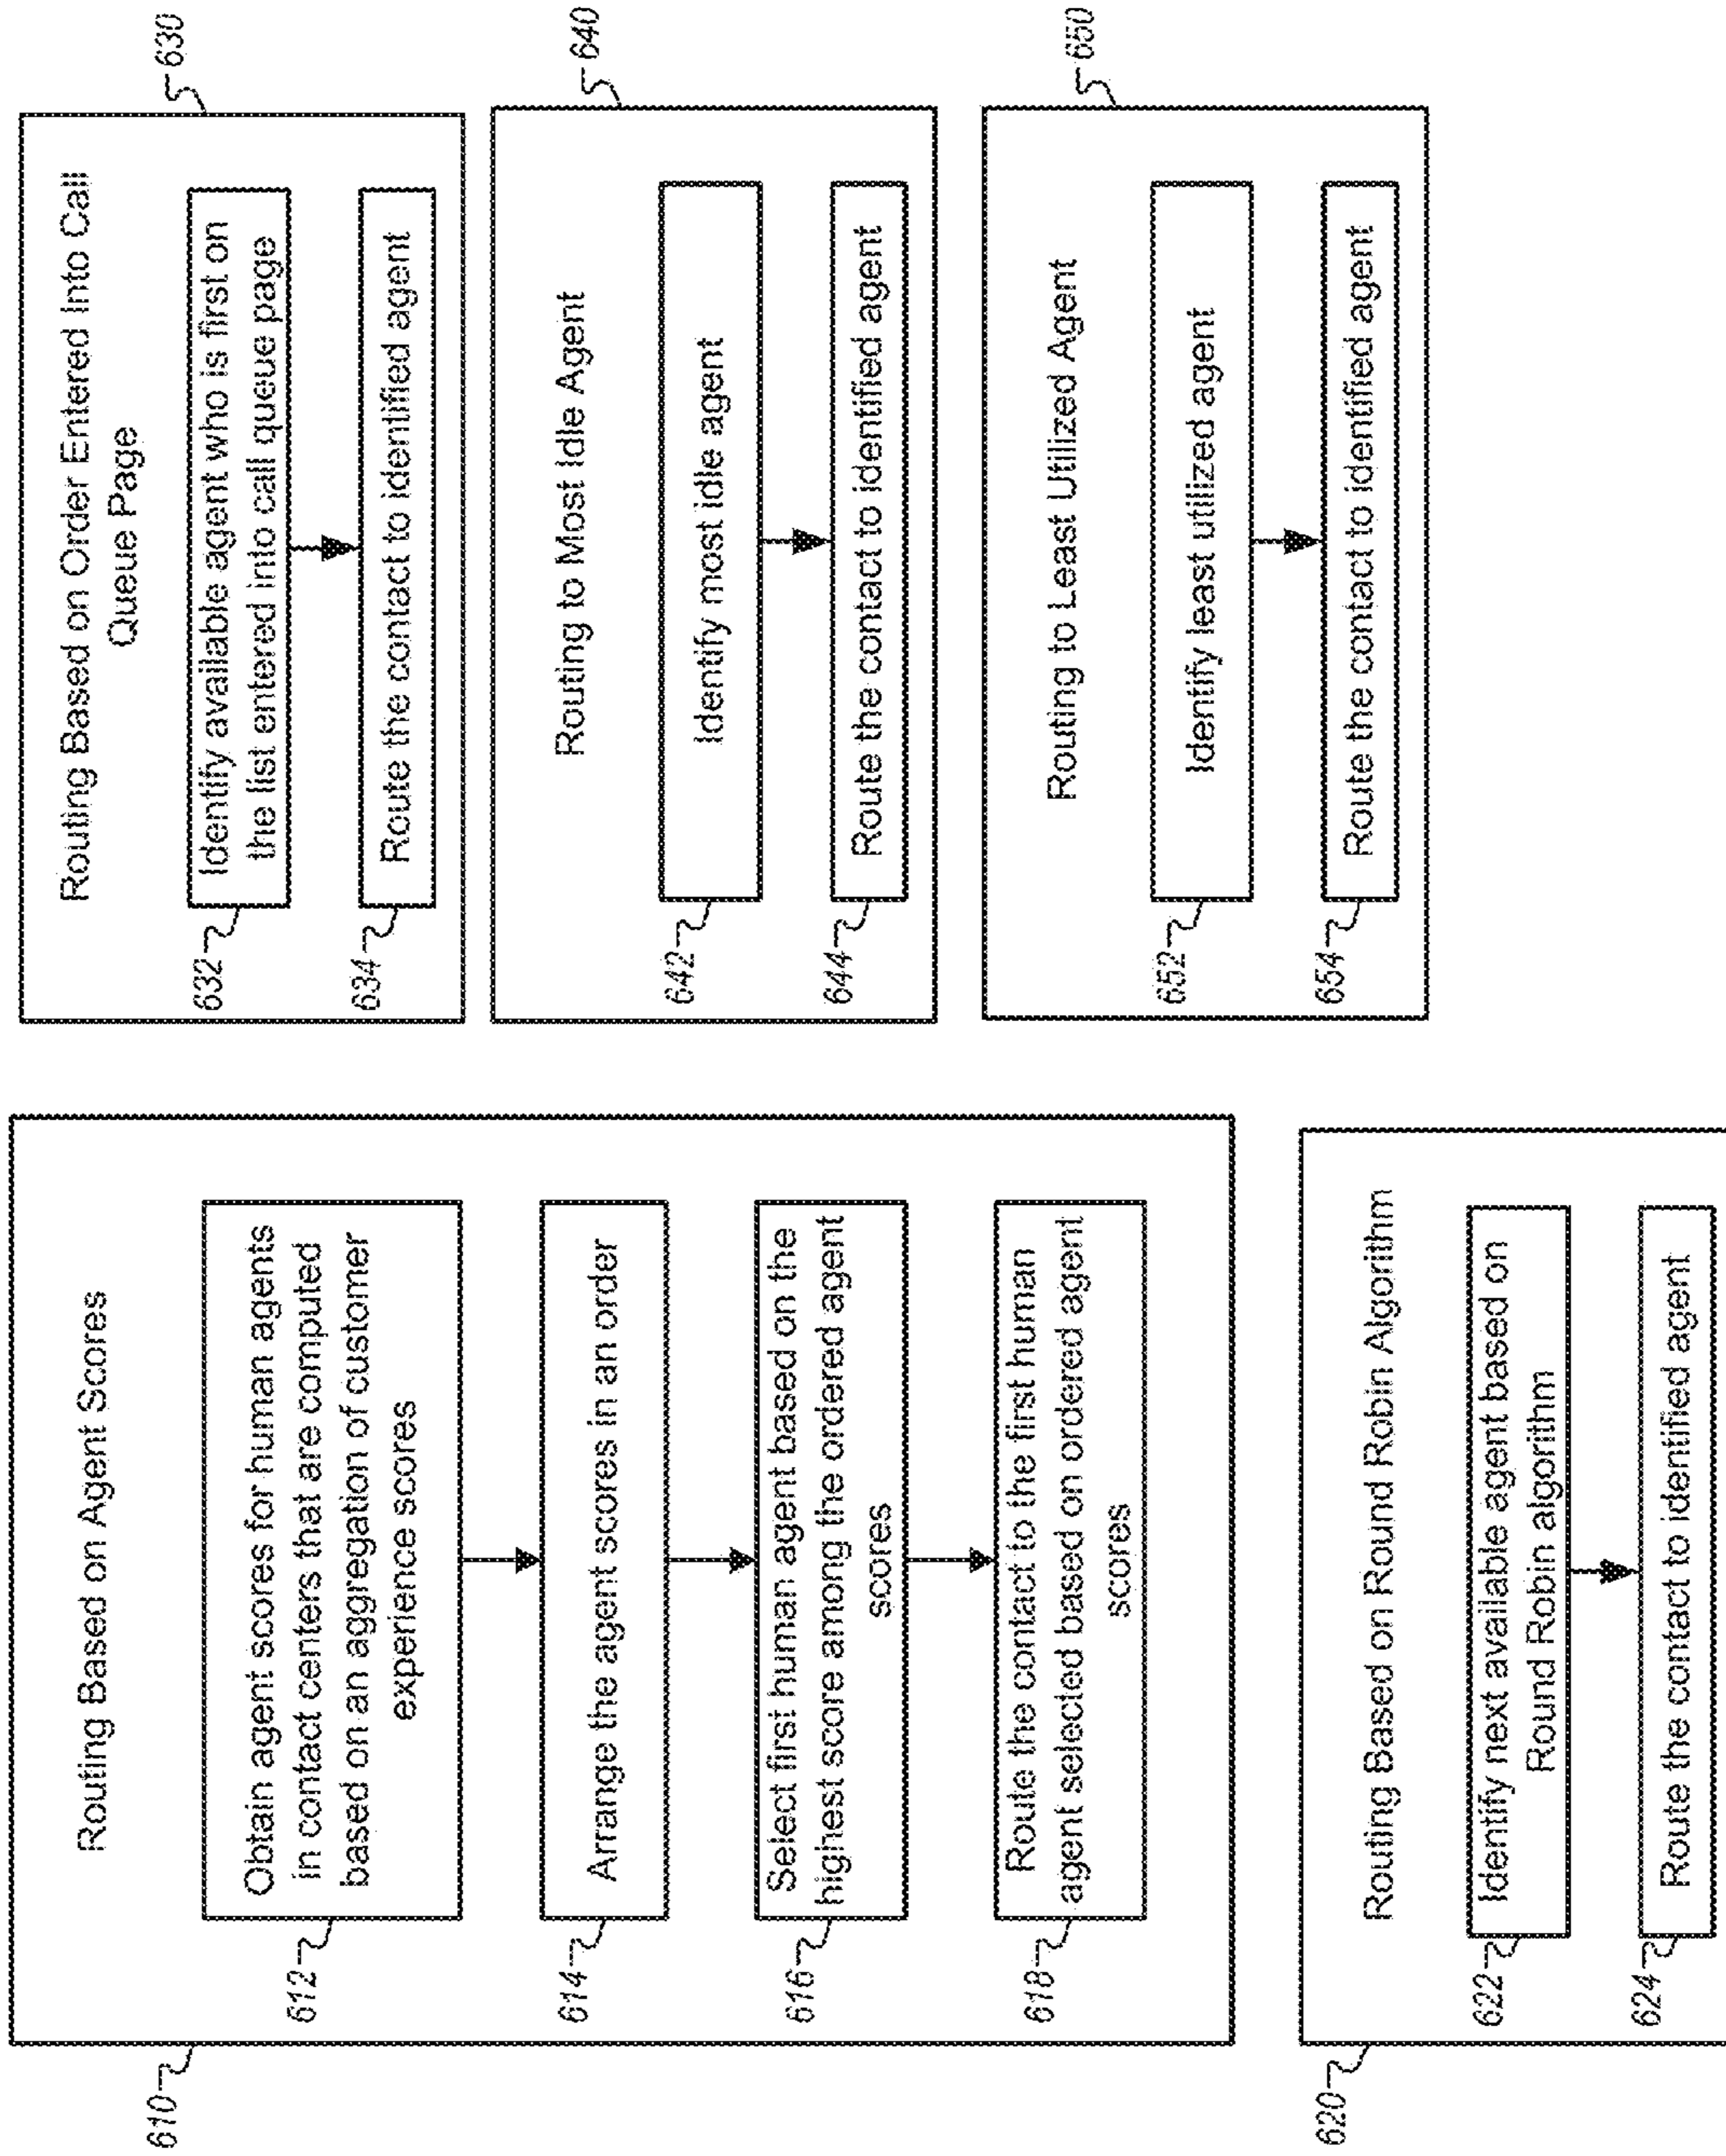 610
Routing Based on Agent Scores
612
Obtain agent scores for human agents
in contact centers that are computed
based on an aggregation of customer
experience scores
614
Arrange the agent scores in an order
616
Select first human agent based on the
highest score among the ordered agent
scores
618
Route the contact to the first human
agent selected based on ordered agent
scores
620
Routing Based on Round Robin Algorithm
622
Identify next available agent based on
Round Robin algorithm
624
Route the contact to identified agent
630
Routing Based on Order Entered Into Call
Queue Page
632
Identify available agent who is first on
the list entered into call queue page
634
Route the contact to identified agent
640
Routing to Most Idle Agent
642
Identify most idle agent
644
Route the contact to identified agent
650
Routing to Least Utilized Agent
652
Identify least utilized agent
654
Route the contact to identified agent